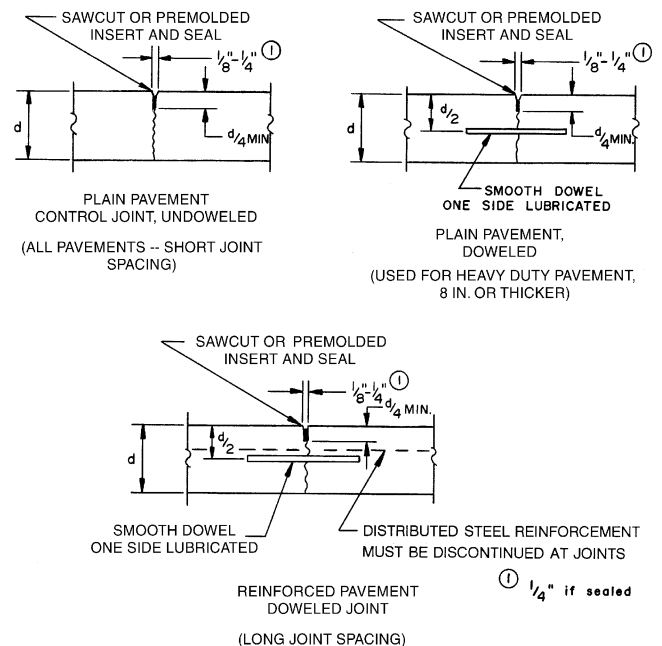 SAWCUT OR PREMOLDED
INSERT AND SEAL
1/8"-1/4" ①
d
d/4 MIN
PLAIN PAVEMENT
CONTROL JOINT, UNDOWELED
(ALL PAVEMENTS -- SHORT JOINT
SPACING)
SAWCUT OR PREMOLDED
INSERT AND SEAL
1/8"-1/4" ①
d
d/2
d/4 MIN.
SMOOTH DOWEL
ONE SIDE LUBRICATED
PLAIN PAVEMENT,
DOWELED
(USED FOR HEAVY DUTY PAVEMENT,
8 IN. OR THICKER)
SAWCUT OR PREMOLDED
INSERT AND SEAL
1/8"-1/4" ①
d/4 MIN.
d
d/2
SMOOTH DOWEL
ONE SIDE LUBRICATED
DISTRIBUTED STEEL REINFORCEMENT
MUST BE DISCONTINUED AT JOINTS
① 1/4" if sealed
REINFORCED PAVEMENT
DOWELED JOINT
(LONG JOINT SPACING)